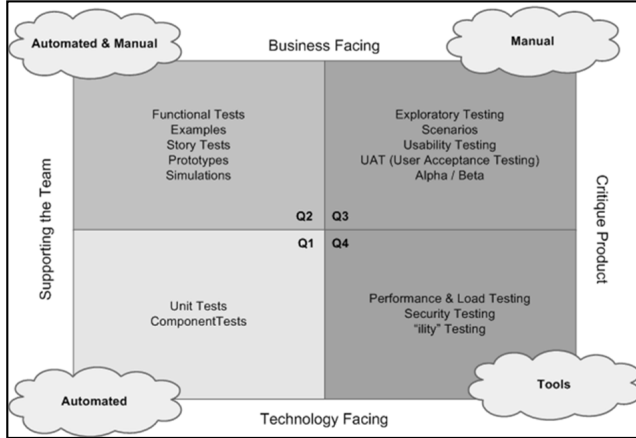 Automated & Manual
Business Facing
Manual
Functional Tests
Examples
Story Tests
Prototypes
Simulations
Exploratory Testing
Scenarios
Usability Testing
UAT (User Acceptance Testing)
Alpha / Beta
Supporting the Team
Critique Product
Q2
Q3
Q1
Q4
Unit Tests
ComponentTests
Performance & Load Testing
Security Testing
"ility" Testing
Automated
Technology Facing
Tools